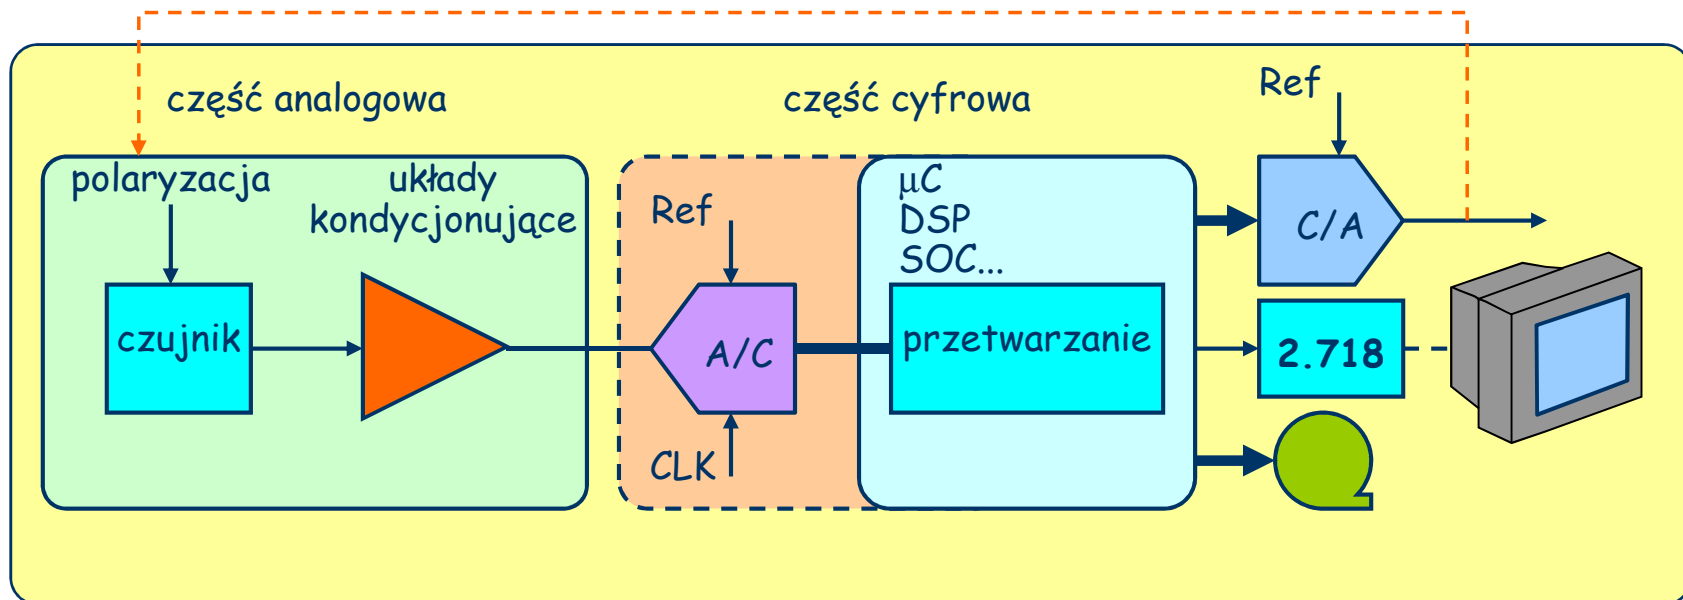 część analogowa
część cyfrowa
Ref
polaryzacja
układy
kondycjonujące
Ref
μC
DSP
SOC...
C/A
czujnik
A/C
przetwarzanie
2.718
CLK